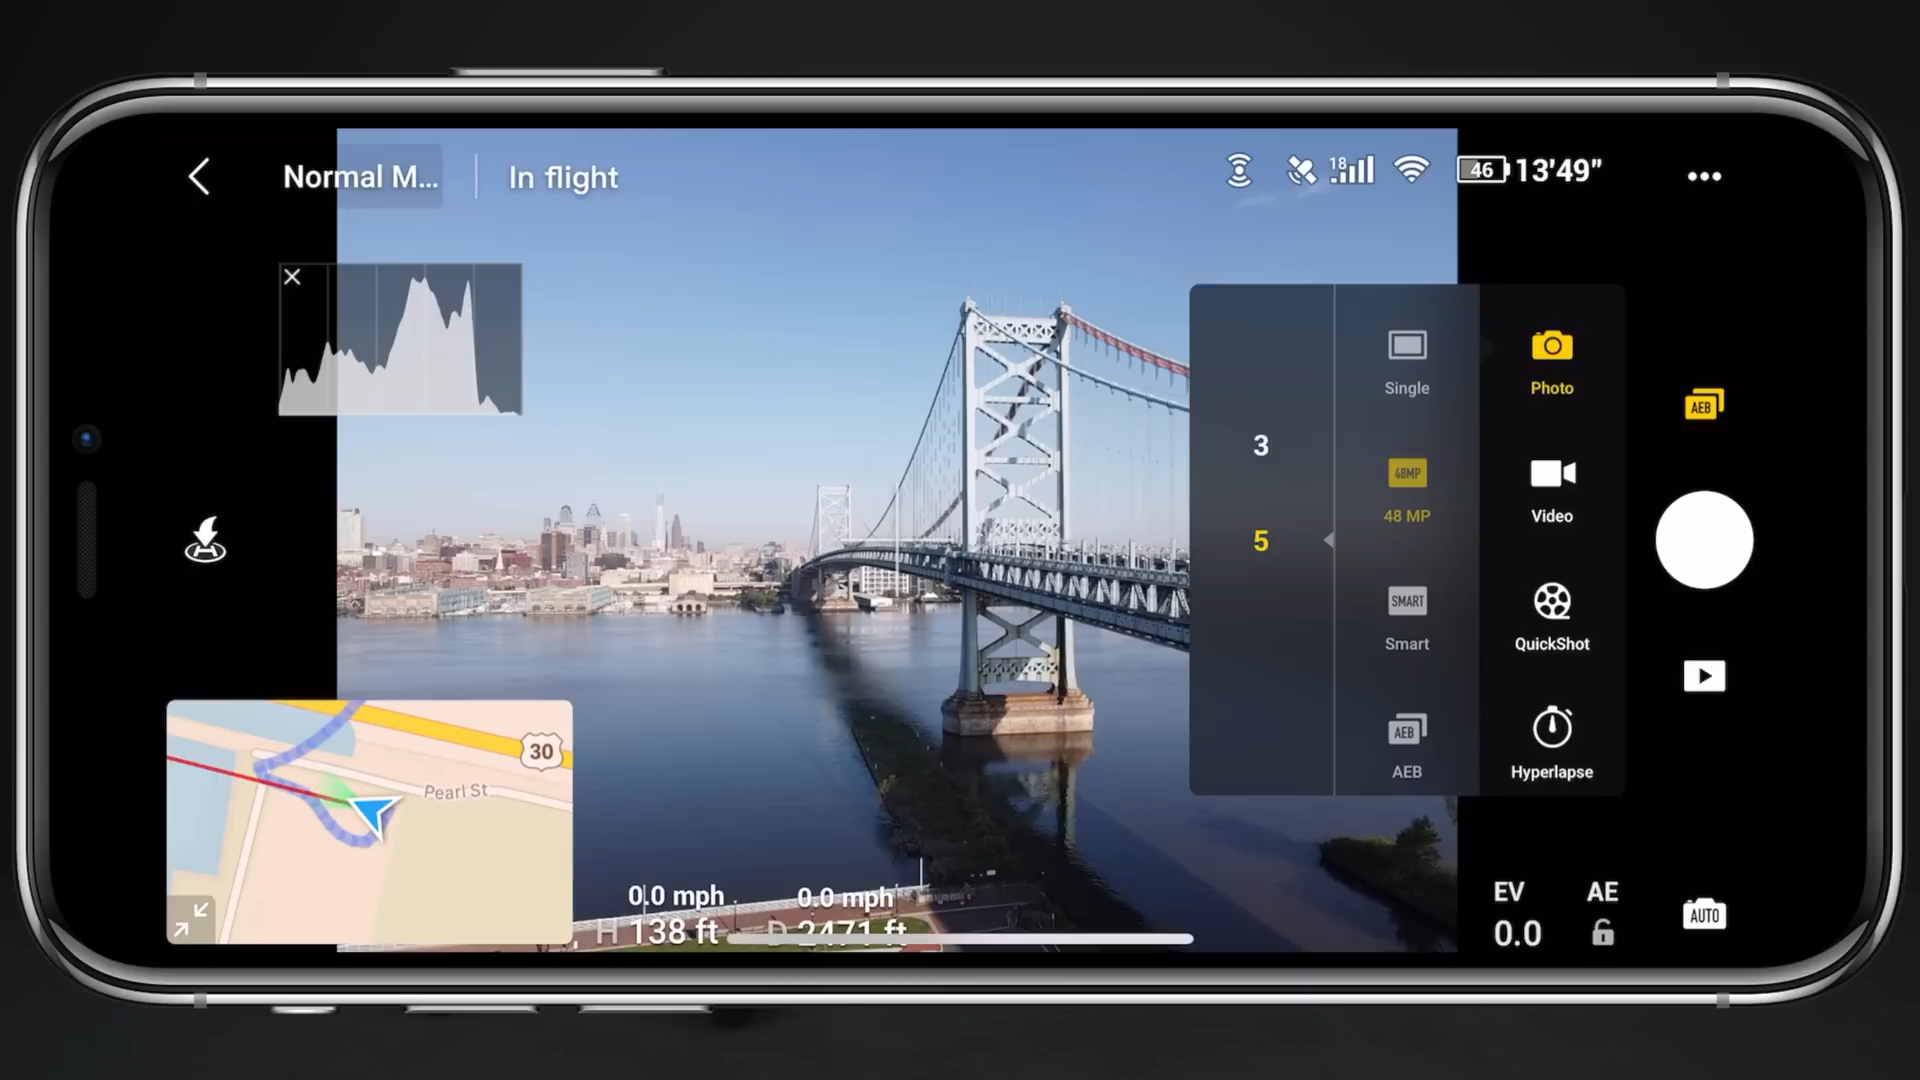 Normal M...
In flight
18
46
13'49"
Single
Photo
AEB
3
48MP
48 MP
Video
5
SMART
Smart
QuickShot
AEB
AEB
Hyperlapse
30
Pearl St
0.0 mph
0.0 mph
H 138 ft
D 2471 ft
EV
AE
0.0
AUTO